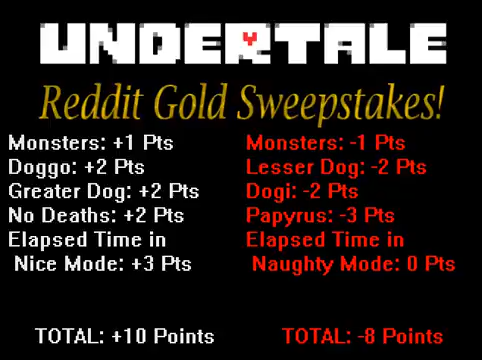 UNDERTALE
Reddit Gold Sweepstakes!
Monsters: +1 Pts
Doggo: +2 Pts
Greater Dog: +2 Pts
No Deaths: +2 Pts
Elapsed Time in
Nice Mode: +3 Pts
TOTAL: +10 Points
Monsters: -1 Pts
Lesser Dog: -2 Pts
Dogi: -2 Pts
Papyrus: -3 Pts
Elapsed Time in
Naughty Mode: 0 Pts
TOTAL: -8 Points